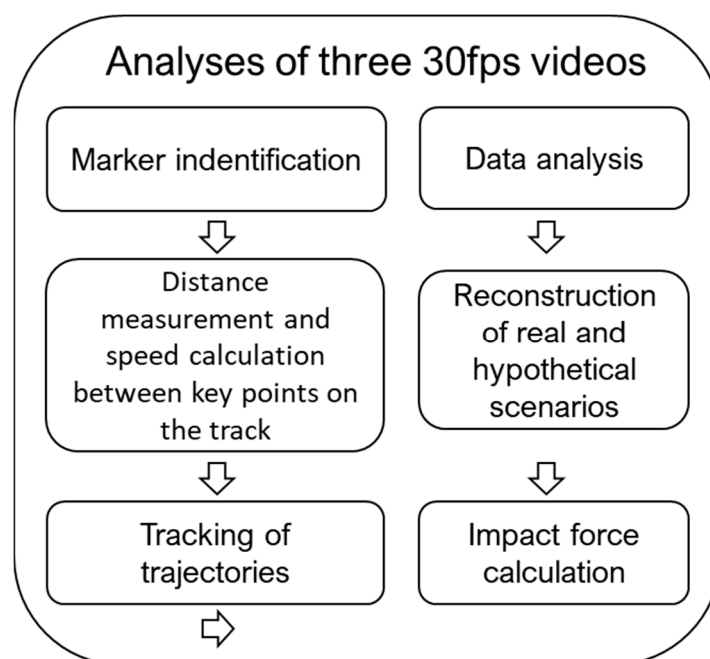 Analyses of three 30fps videos
Marker indentification
Distance
measurement and
speed calculation
between key points on
the track
Tracking of
trajectories
Data analysis
Reconstruction
of real and
hypothetical
scenarios
Impact force
calculation